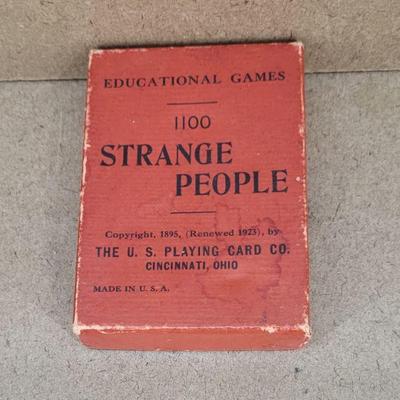 EDUCATIONAL GAMES
1100
STRANGE
PEOPLE
Copyright, 1895, (Renewed 1923), by
THE U. S. PLAYING CARD CO.
CINCINNATI, OHIO
MADE IN U. S. A.